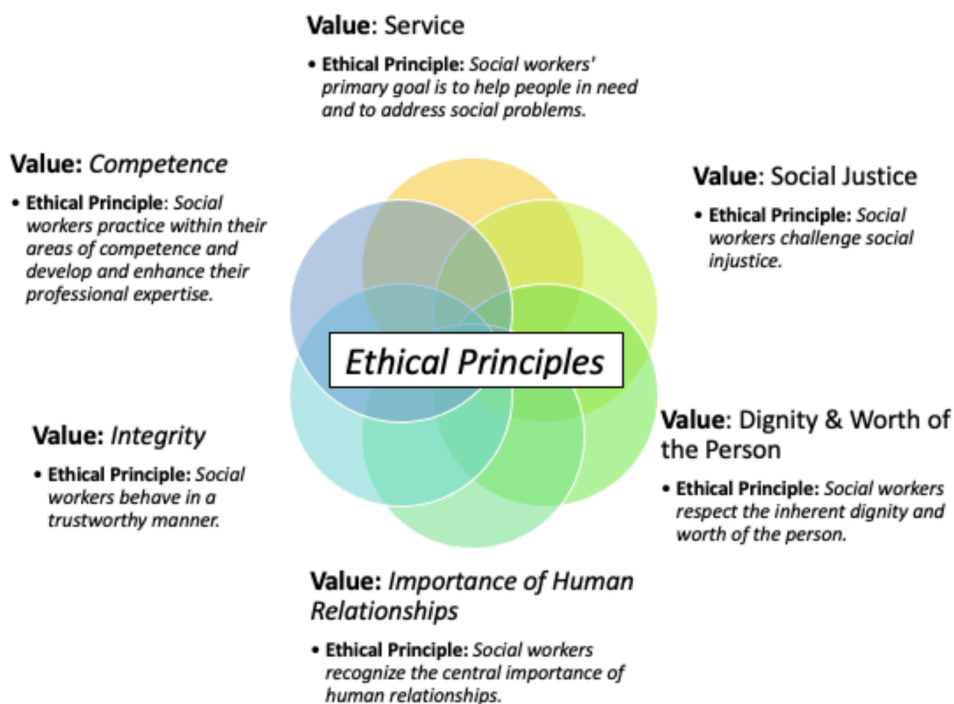 Value: Service
• Ethical Principle: Social workers'
primary goal is to help people in need
and to address social problems.
Value: Competence
• Ethical Principle: Social
workers practice within their
areas of competence and
develop and enhance their
professional expertise.
Value: Social Justice
• Ethical Principle: Social
workers challenge social
injustice.
Ethical Principles
Value: Integrity
• Ethical Principle: Social
workers behave in a
trustworthy manner.
Value: Dignity & Worth of
the Person
• Ethical Principle: Social workers
respect the inherent dignity and
worth of the person.
Value: Importance of Human
Relationships
• Ethical Principle: Social workers
recognize the central importance of
human relationships.